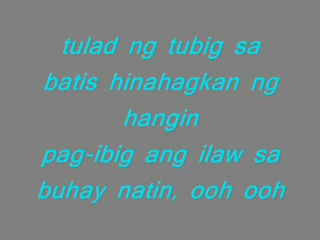 tulad ng tubig sa
batis hinahagkan ng
hangin
pag-ibig ang ilaw sa
buhay natin, ooh ooh